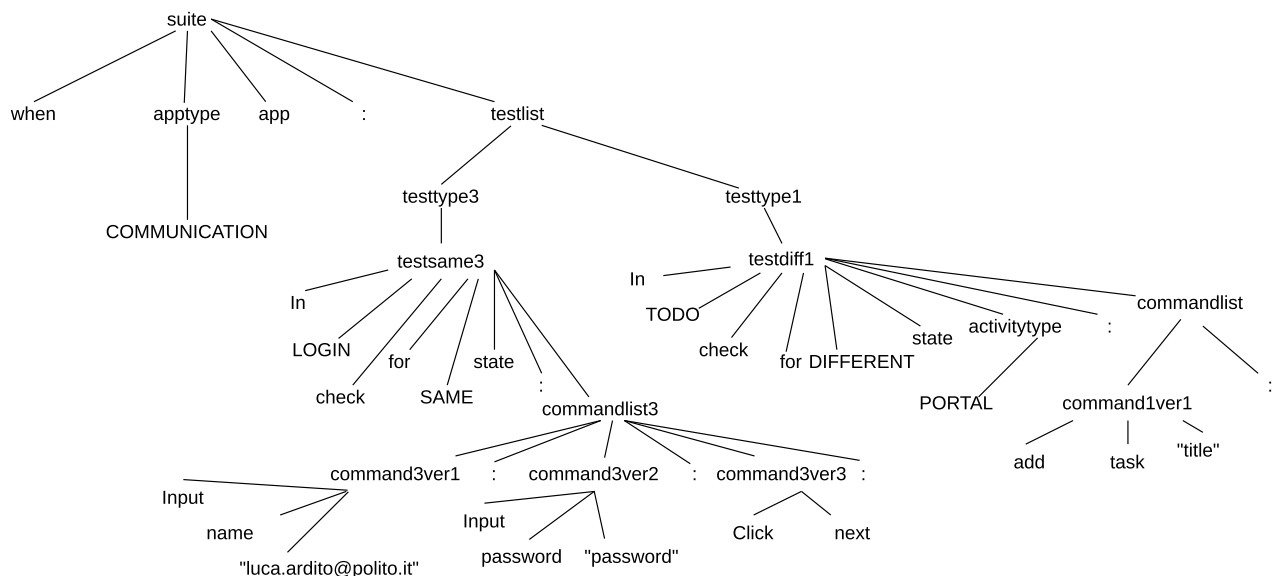 suite
when apptype app : testlist
testtype3 testtype1
COMMUNICATION
testsame3 testdiff1
In
In commandlist
TODO activitytype :
state
LOGIN check
for state for DIFFERENT
:
:
check SAME PORTAL command1ver1
commandlist3
"title"
add task
command3ver1 : command3ver2 : command3ver3 :
Input
Input
name Click next
password "password"
"luca.ardito@polito.it"